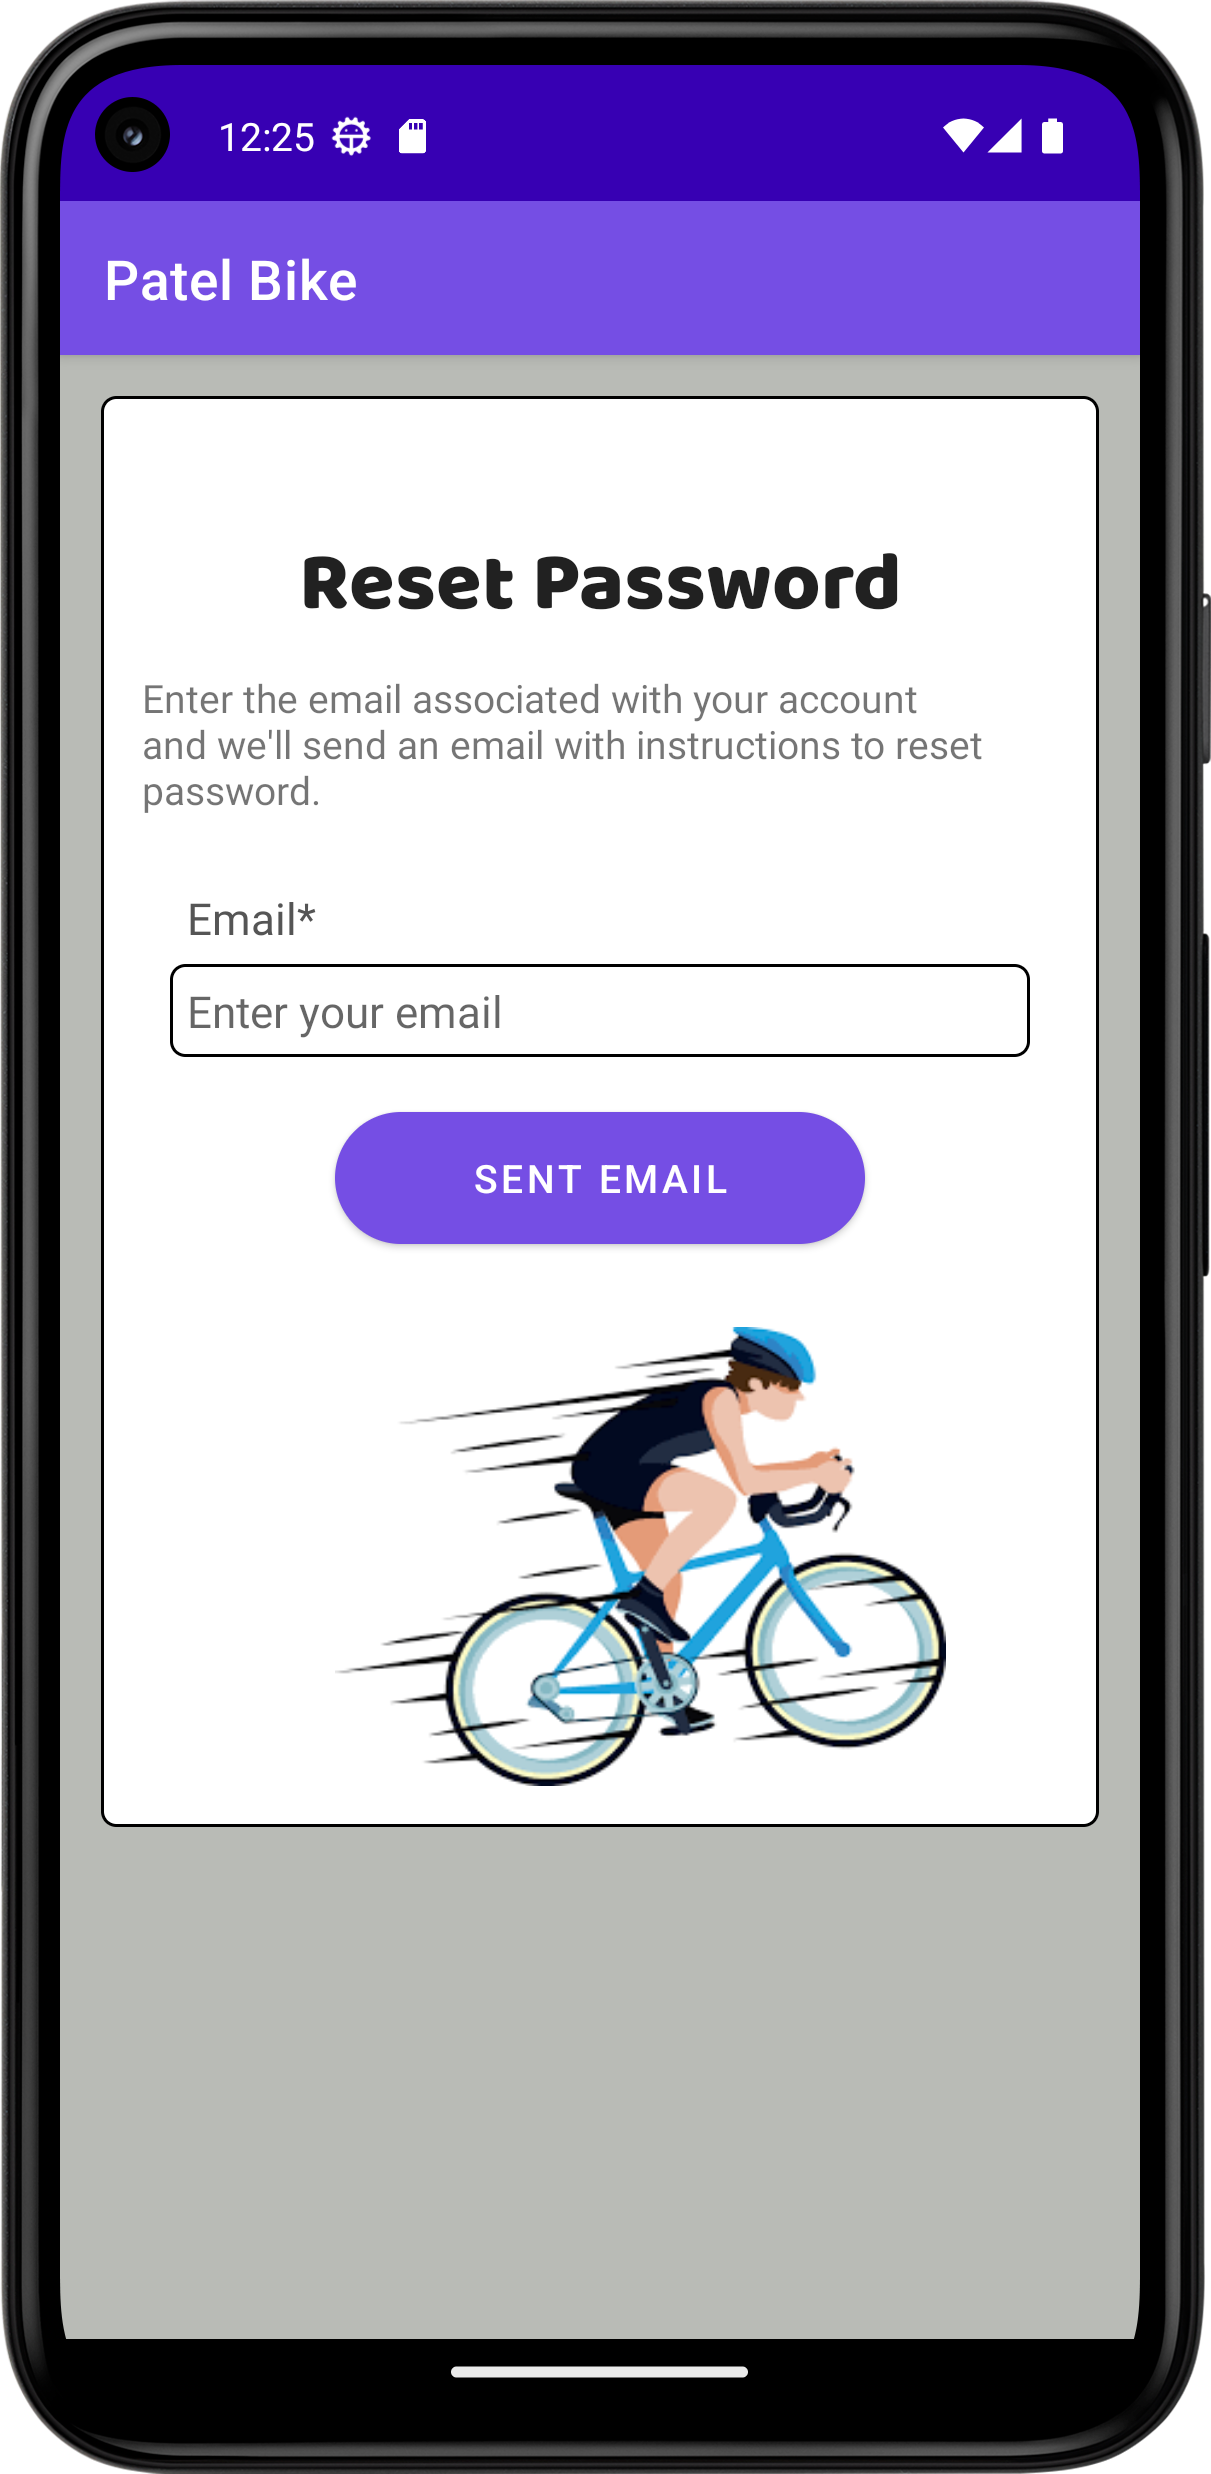 12:25
Patel Bike
Reset Password
Enter the email associated with your account
and we'll send an email with instructions to reset
password.
Email*
Enter your email
SENT EMAIL